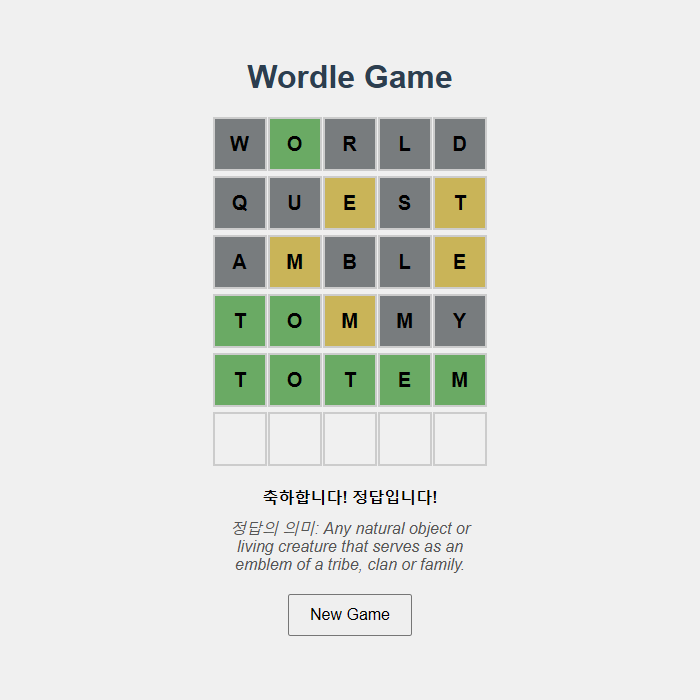 Wordle Game
W O R L D
Q U E S T
A M B L E
T O M M Y
T O T E M
축하합니다! 정답입니다!
정답의 의미: Any natural object or
living creature that serves as an
emblem of a tribe, clan or family.
New Game